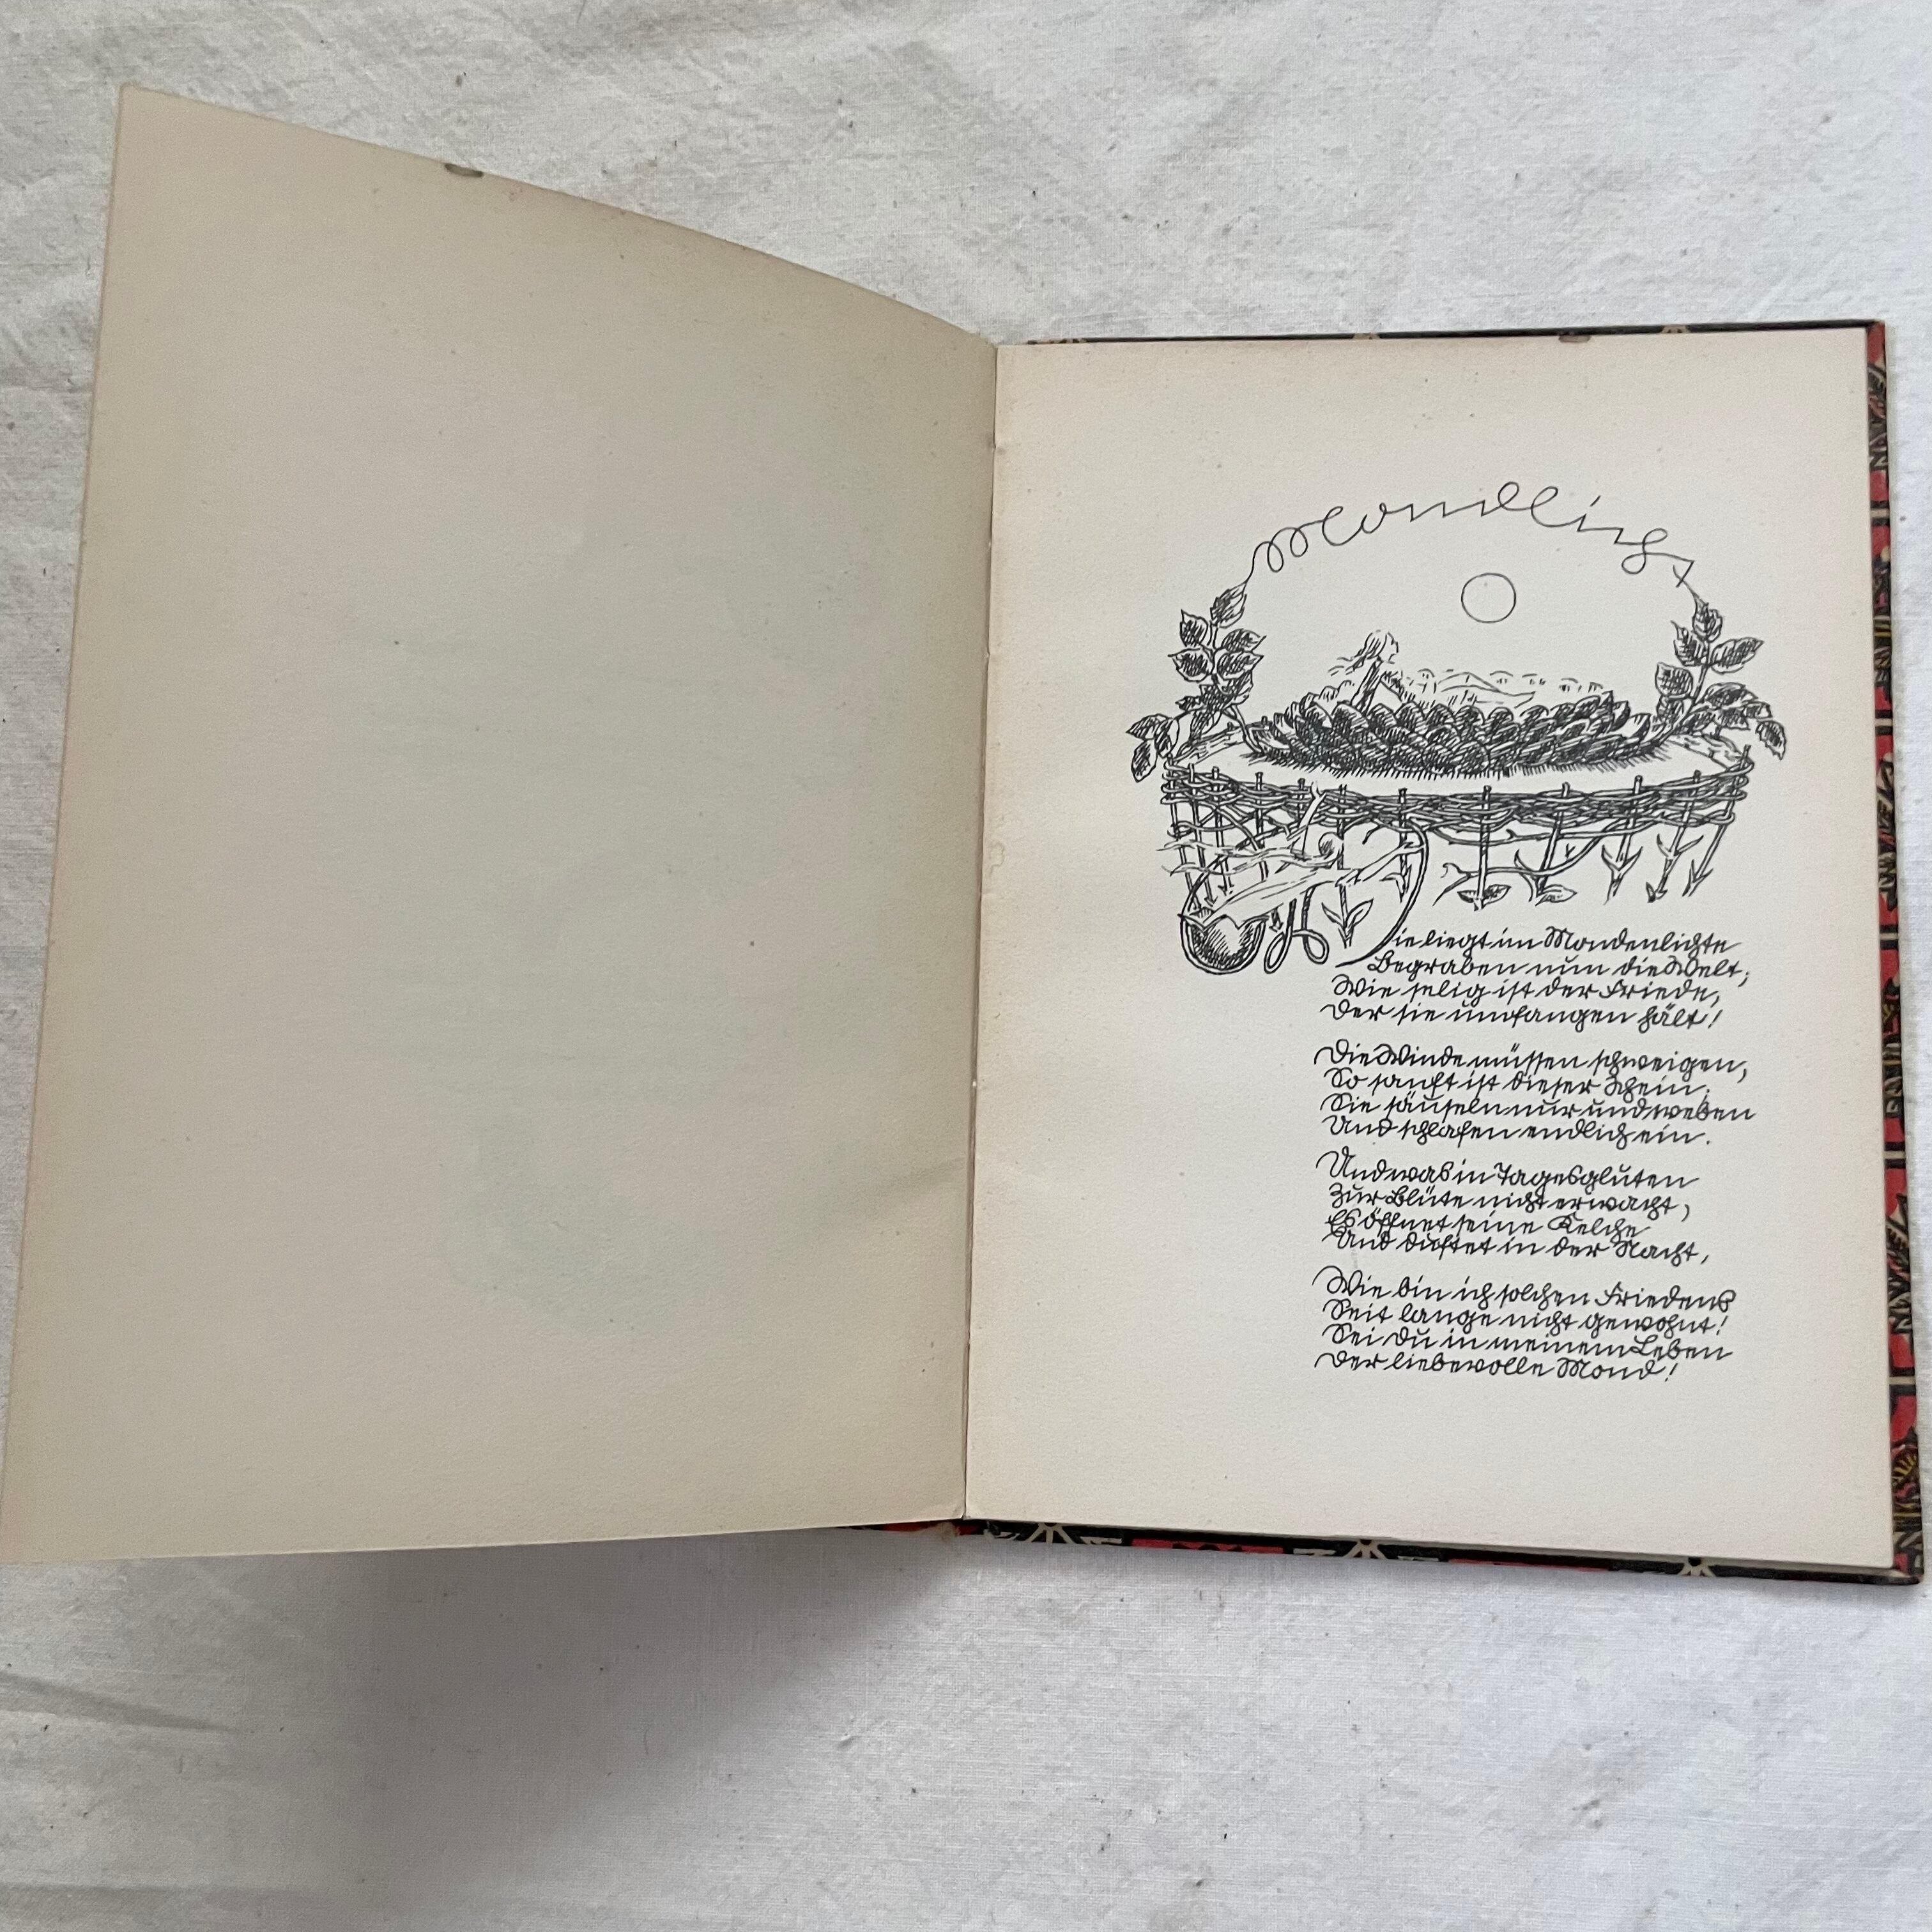 Mondlicht
Wie liegt im Mondenlichte
Begraben nun die Welt;
Wie selig ist der Friede,
Der sie umfangen hält!
Die Winde müssen schweigen,
So sanft ist dieser Schein;
Sie säuseln nur und weben
Und schlafen endlich ein.
Und was in Tagesgluten
Zur Blüte nicht erwacht,
Es öffnet seine Kelche
Und duftet in der Nacht,
Wie bin ich solchen Friedens
Seit lange nicht gewohnt!
Sei du in meinem Leben
Der liebevolle Mond!